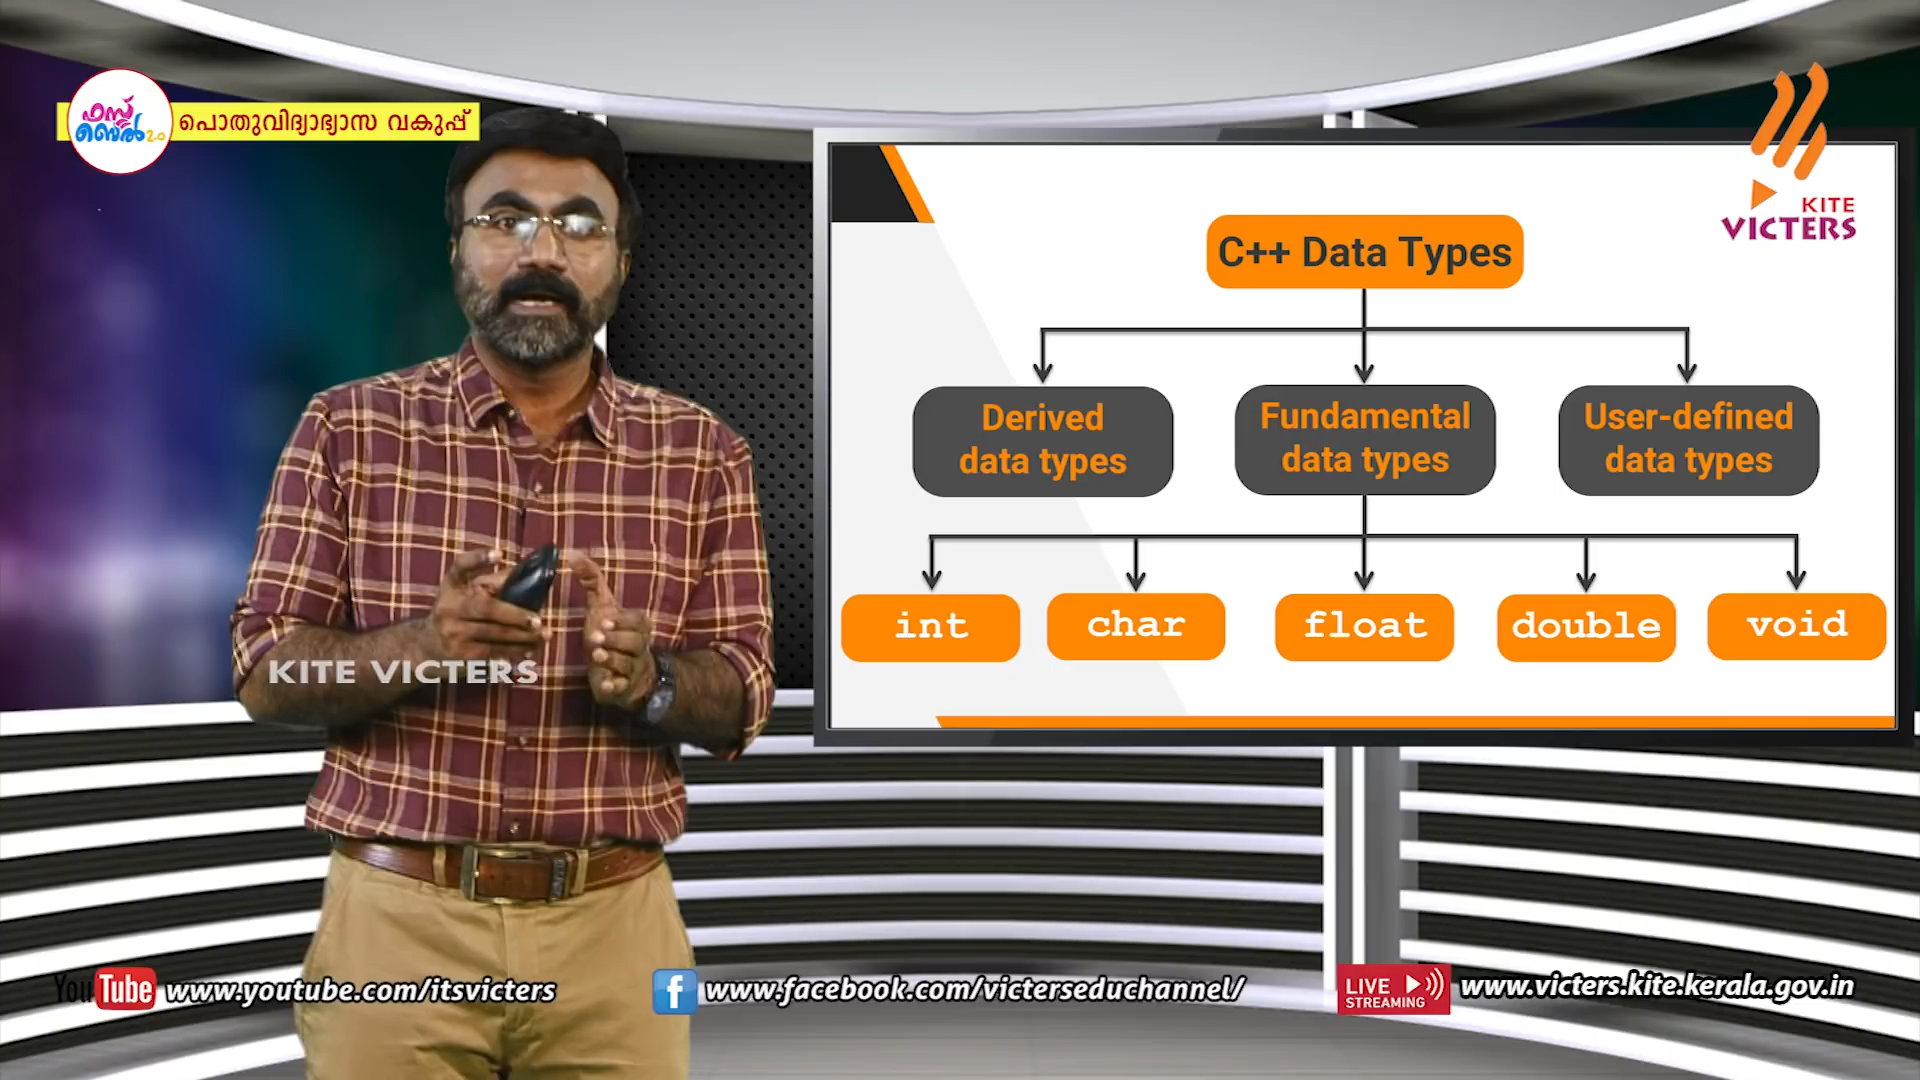 ഫസ്റ്റ്
ബെൽ 2.0
പൊതുവിദ്യാഭ്യാസ വകുപ്പ്
KITE
VICTERS
C++ Data Types
Derived
data types
Fundamental
data types
User-defined
data types
int
char
float
double
void
KITE VICTERS
YouTube www.youtube.com/itsvicters
f www.facebook.com/victerseduchannel/
LIVE
STREAMING
www.victers.kite.kerala.gov.in